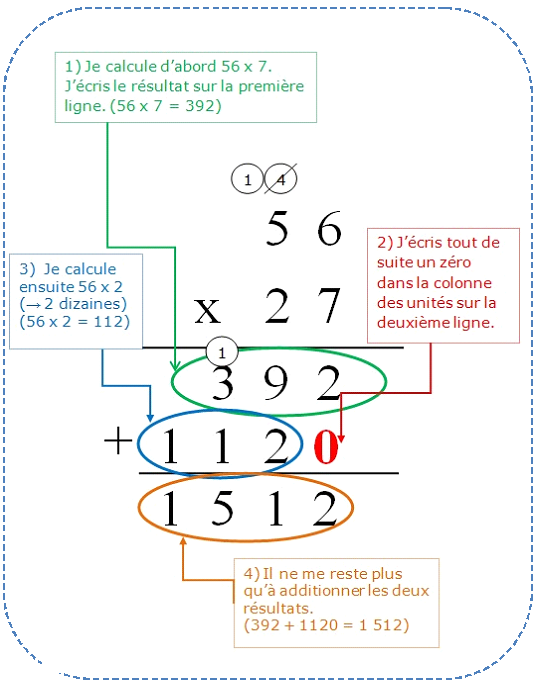 1) Je calcule d'abord 56 x 7.
J'écris le résultat sur la première
ligne. (56 x 7 = 392)
1 4
5 6
2) J'écris tout de
suite un zéro
dans la colonne
des unités sur la
deuxième ligne.
3) Je calcule
ensuite 56 x 2
(→2 dizaines)
(56 x 2 = 112)
x 2 7
1
3 9 2
+ 1 1 2 0
1 5 1 2
4) Il ne me reste plus
qu'à additionner les deux
résultats.
(392 + 1120 = 1 512)